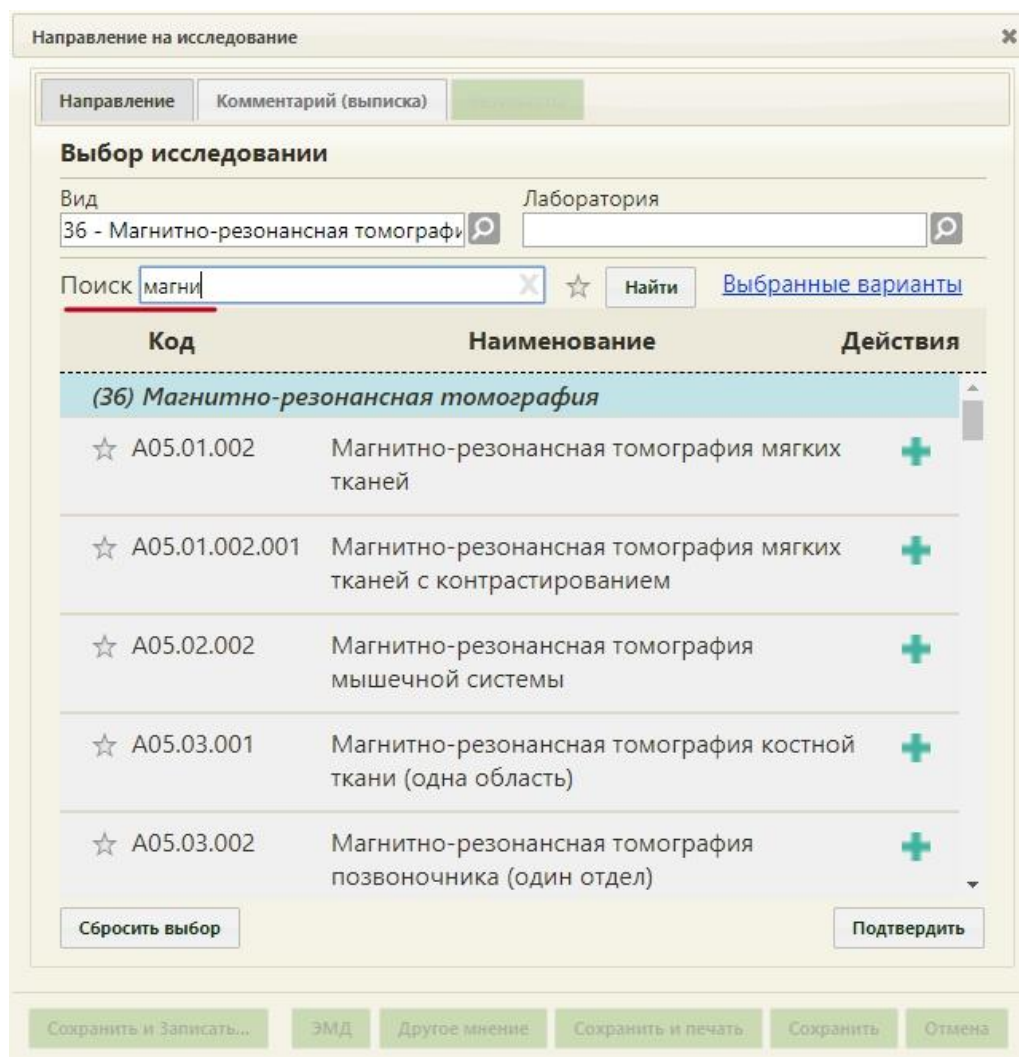 Направление на исследование
Направление Комментарий (выписка)
Выбор исследовании
Вид Лаборатория
36 - Магнитно-резонансная томографи
Поиск магни X Найти Выбранные варианты
Код Наименование Действия
(36) Магнитно-резонансная томография
A05.01.002 Магнитно-резонансная томография мягких
тканей
A05.01.002.001 Магнитно-резонансная томография мягких
тканей с контрастированием
A05.02.002 Магнитно-резонансная томография
мышечной системы
A05.03.001 Магнитно-резонансная томография костной
ткани (одна область)
A05.03.002 Магнитно-резонансная томография
позвоночника (один отдел)
Сбросить выбор Подтвердить
Сохранить и Записать... ЭМД Другое мнение Сохранить и печать Сохранить Отмена